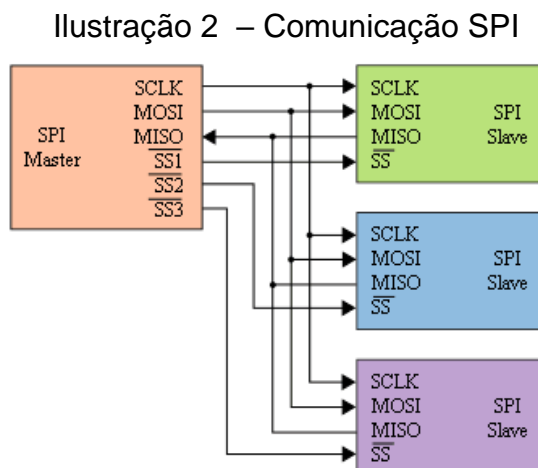 Ilustração 2 – Comunicação SPI
SPI
Master
SCLK
MOSI
MISO
SS1
SS2
SS3
SCLK
MOSI
MISO
SS
SPI
Slave
SCLK
MOSI
MISO
SS
SPI
Slave
SCLK
MOSI
MISO
SS
SPI
Slave